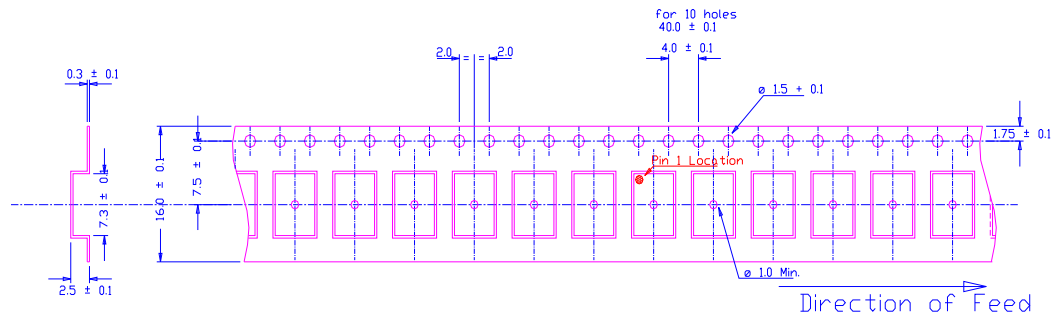 for 10 holes
40.0 ± 0.1
4.0 ± 0.1
2.0 = = 2.0
0.3 ± 0.1
ø 1.5 + 0.1
1.75 ± 0.1
7.5 ± 0.1
16.0 ± 0.1
7.3 ± 0.1
Pin 1 Location
2.5 ± 0.1
ø 1.0 Min.
Direction of Feed